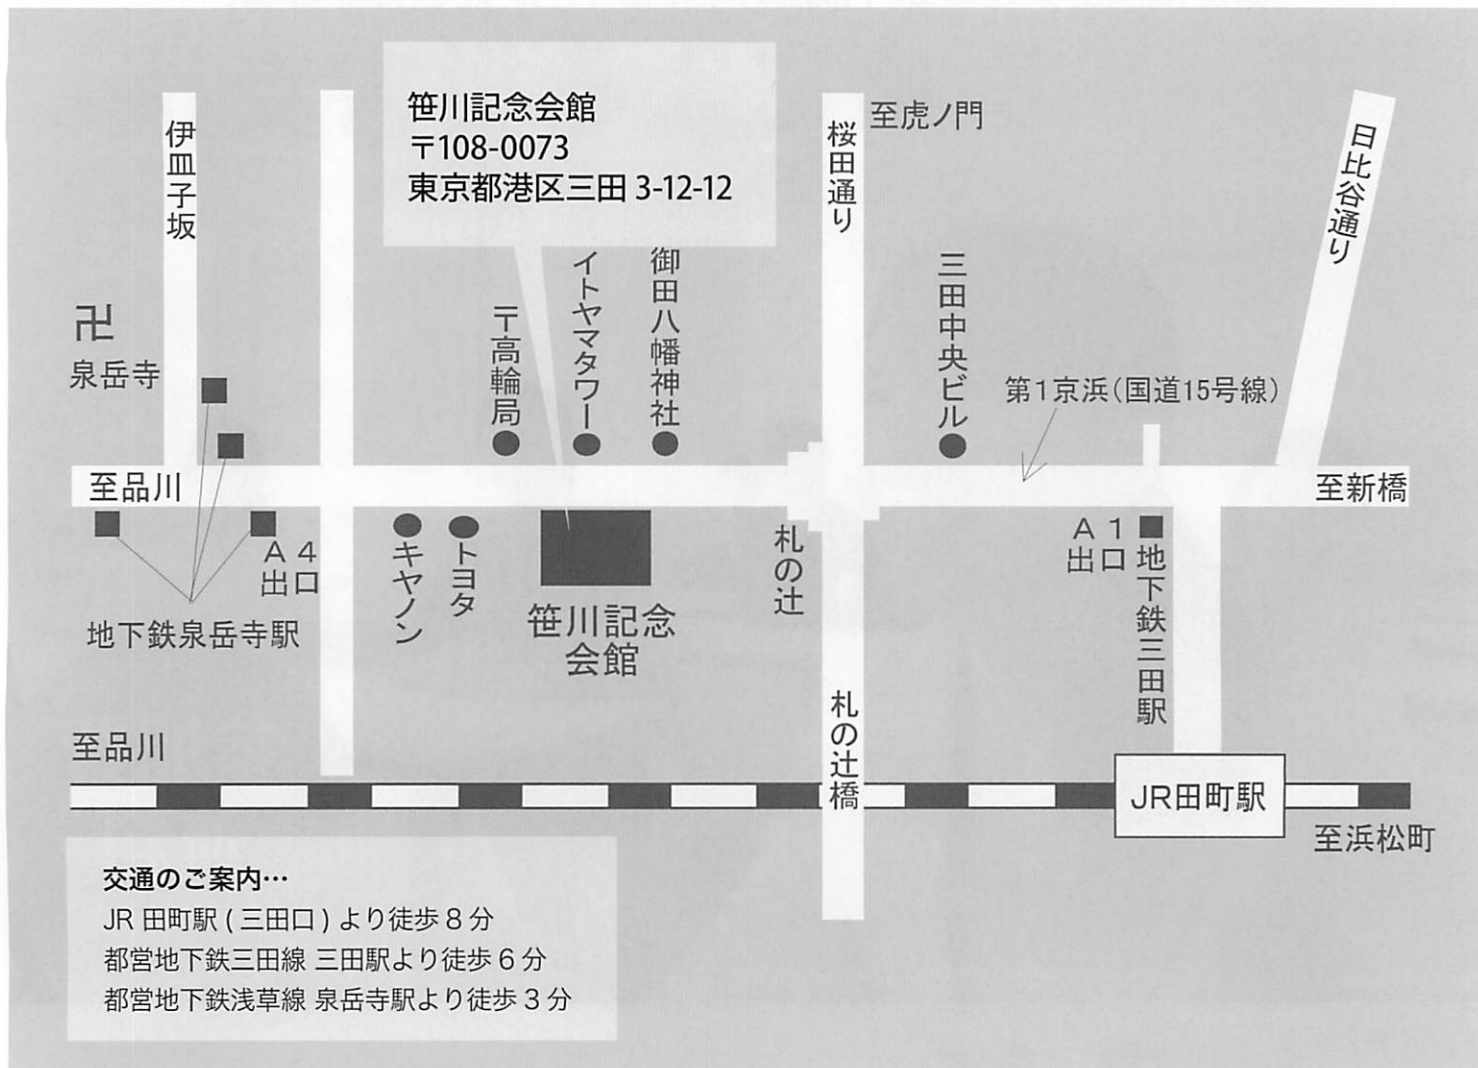 笹川記念会館
〒108-0073
東京都港区三田 3-12-12
伊皿子坂
桜田通り
至虎ノ門
日比谷通り
卍
泉岳寺
〒高輪局
イトヤマタワー
御田八幡神社
三田中央ビル
第1京浜(国道15号線)
至品川
至新橋
A4
出口
キヤノン
トヨタ
笹川記念
会館
札の辻
A1
出口
地下鉄三田駅
地下鉄泉岳寺駅
札の辻橋
至品川
JR田町駅
至浜松町
交通のご案内…
JR 田町駅 ( 三田口 ) より徒歩 8 分
都営地下鉄三田線 三田駅より徒歩 6 分
都営地下鉄浅草線 泉岳寺駅より徒歩 3 分